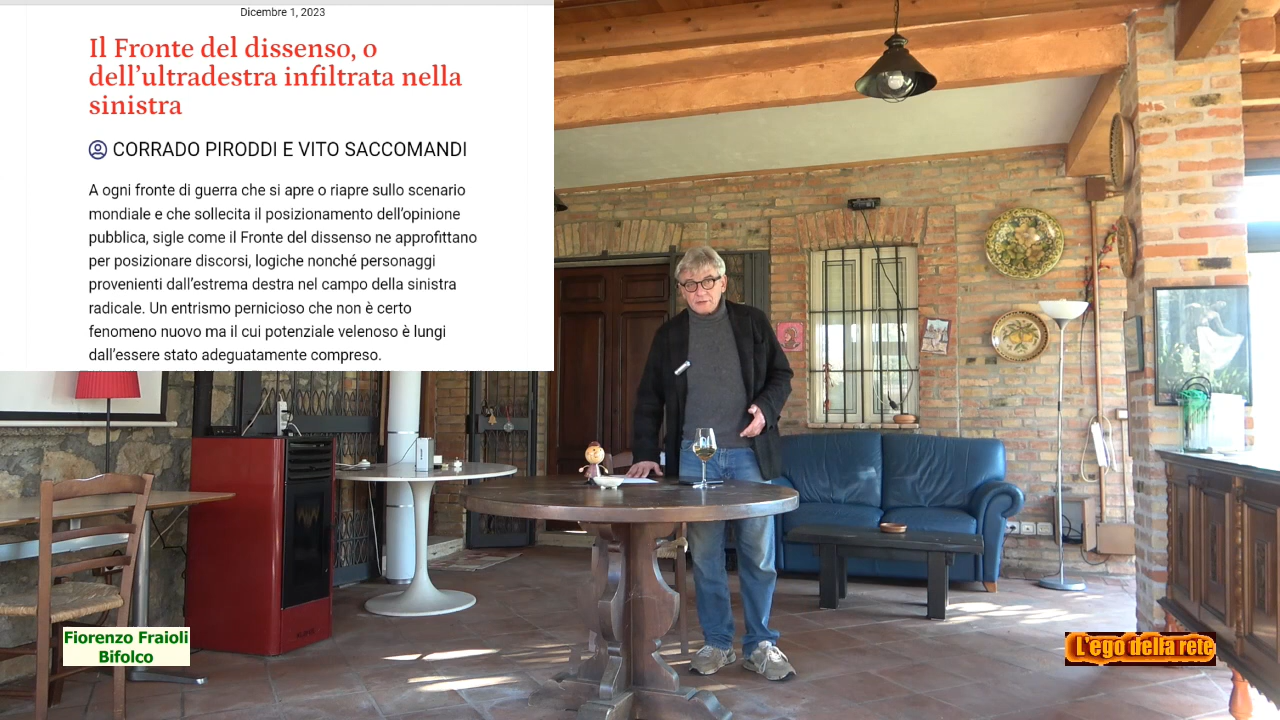 Dicembre 1, 2023
Il Fronte del dissenso, o
dell’ultradestra infiltrata nella
sinistra
CORRADO PIRODDI E VITO SACCOMANDI
A ogni fronte di guerra che si apre o riapre sullo scenario
mondiale e che sollecita il posizionamento dell’opinione
pubblica, sigle come il Fronte del dissenso ne approfittano
per posizionare discorsi, logiche nonché personaggi
provenienti dall’estrema destra nel campo della sinistra
radicale. Un entrismo pernicioso che non è certo
fenomeno nuovo ma il cui potenziale velenoso è lungi
dall’essere stato adeguatamente compreso.
Fiorenzo Fraioli
Bifolco
L'ego della rete